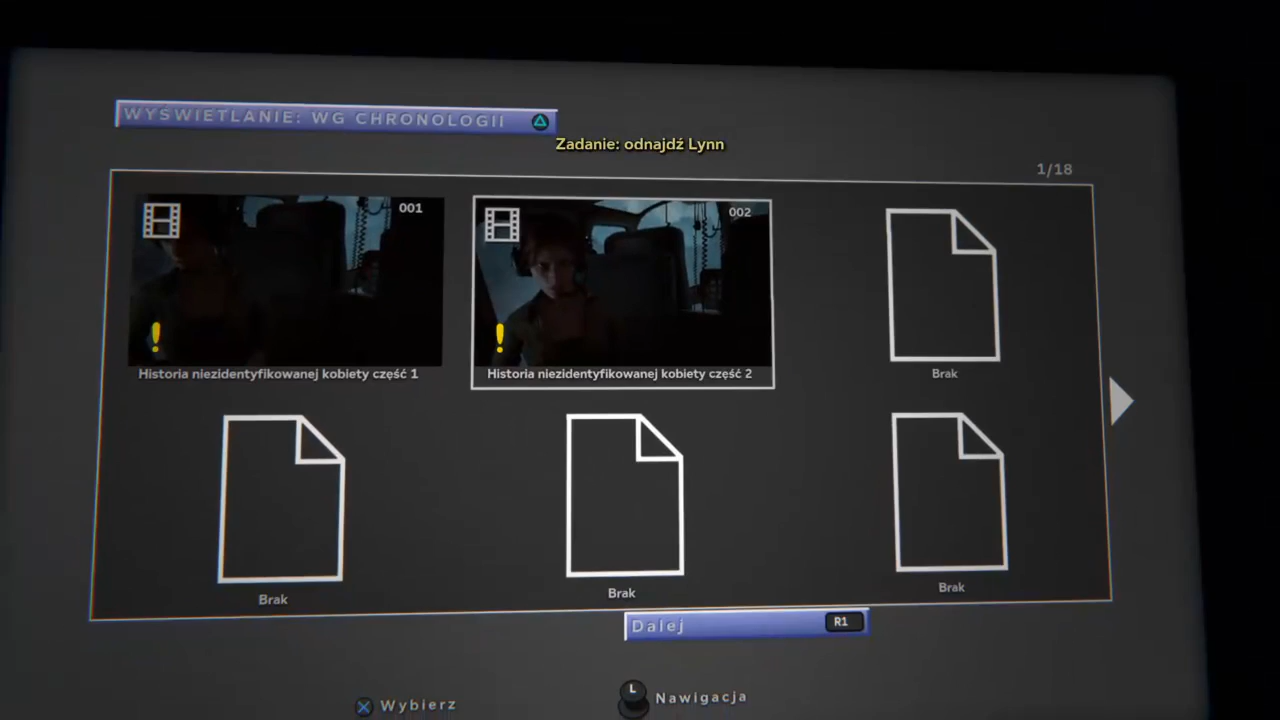 WYŚWIETLANIE: WG CHRONOLOGII
Zadanie: odnajdź Lynn
1/18
001
002
Historia niezidentyfikowanej kobiety część 1
Historia niezidentyfikowanej kobiety część 2
Brak
Brak
Brak
Brak
Dalej R1
Wybierz
L Nawigacja